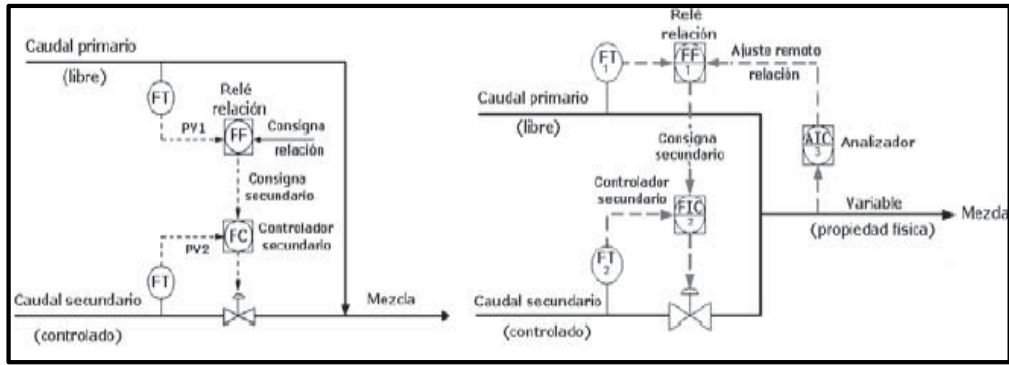 Caudal primario
(libre)
FT
Relé
relación
PV1
FF
Consigna
relación
Consigna
secundario
FC
Controlador
secundario
PV2
FT
Caudal secundario
(controlado)
Mezcla
Relé
relación
FT
1
FF
1
Ajuste remoto
relación
Caudal primario
(libre)
Consigna
secundario
AIC
3
Analizador
Controlador
secundario
FIC
2
Variable
(propiedad física)
Mezcla
FT
2
Caudal secundario
(controlado)